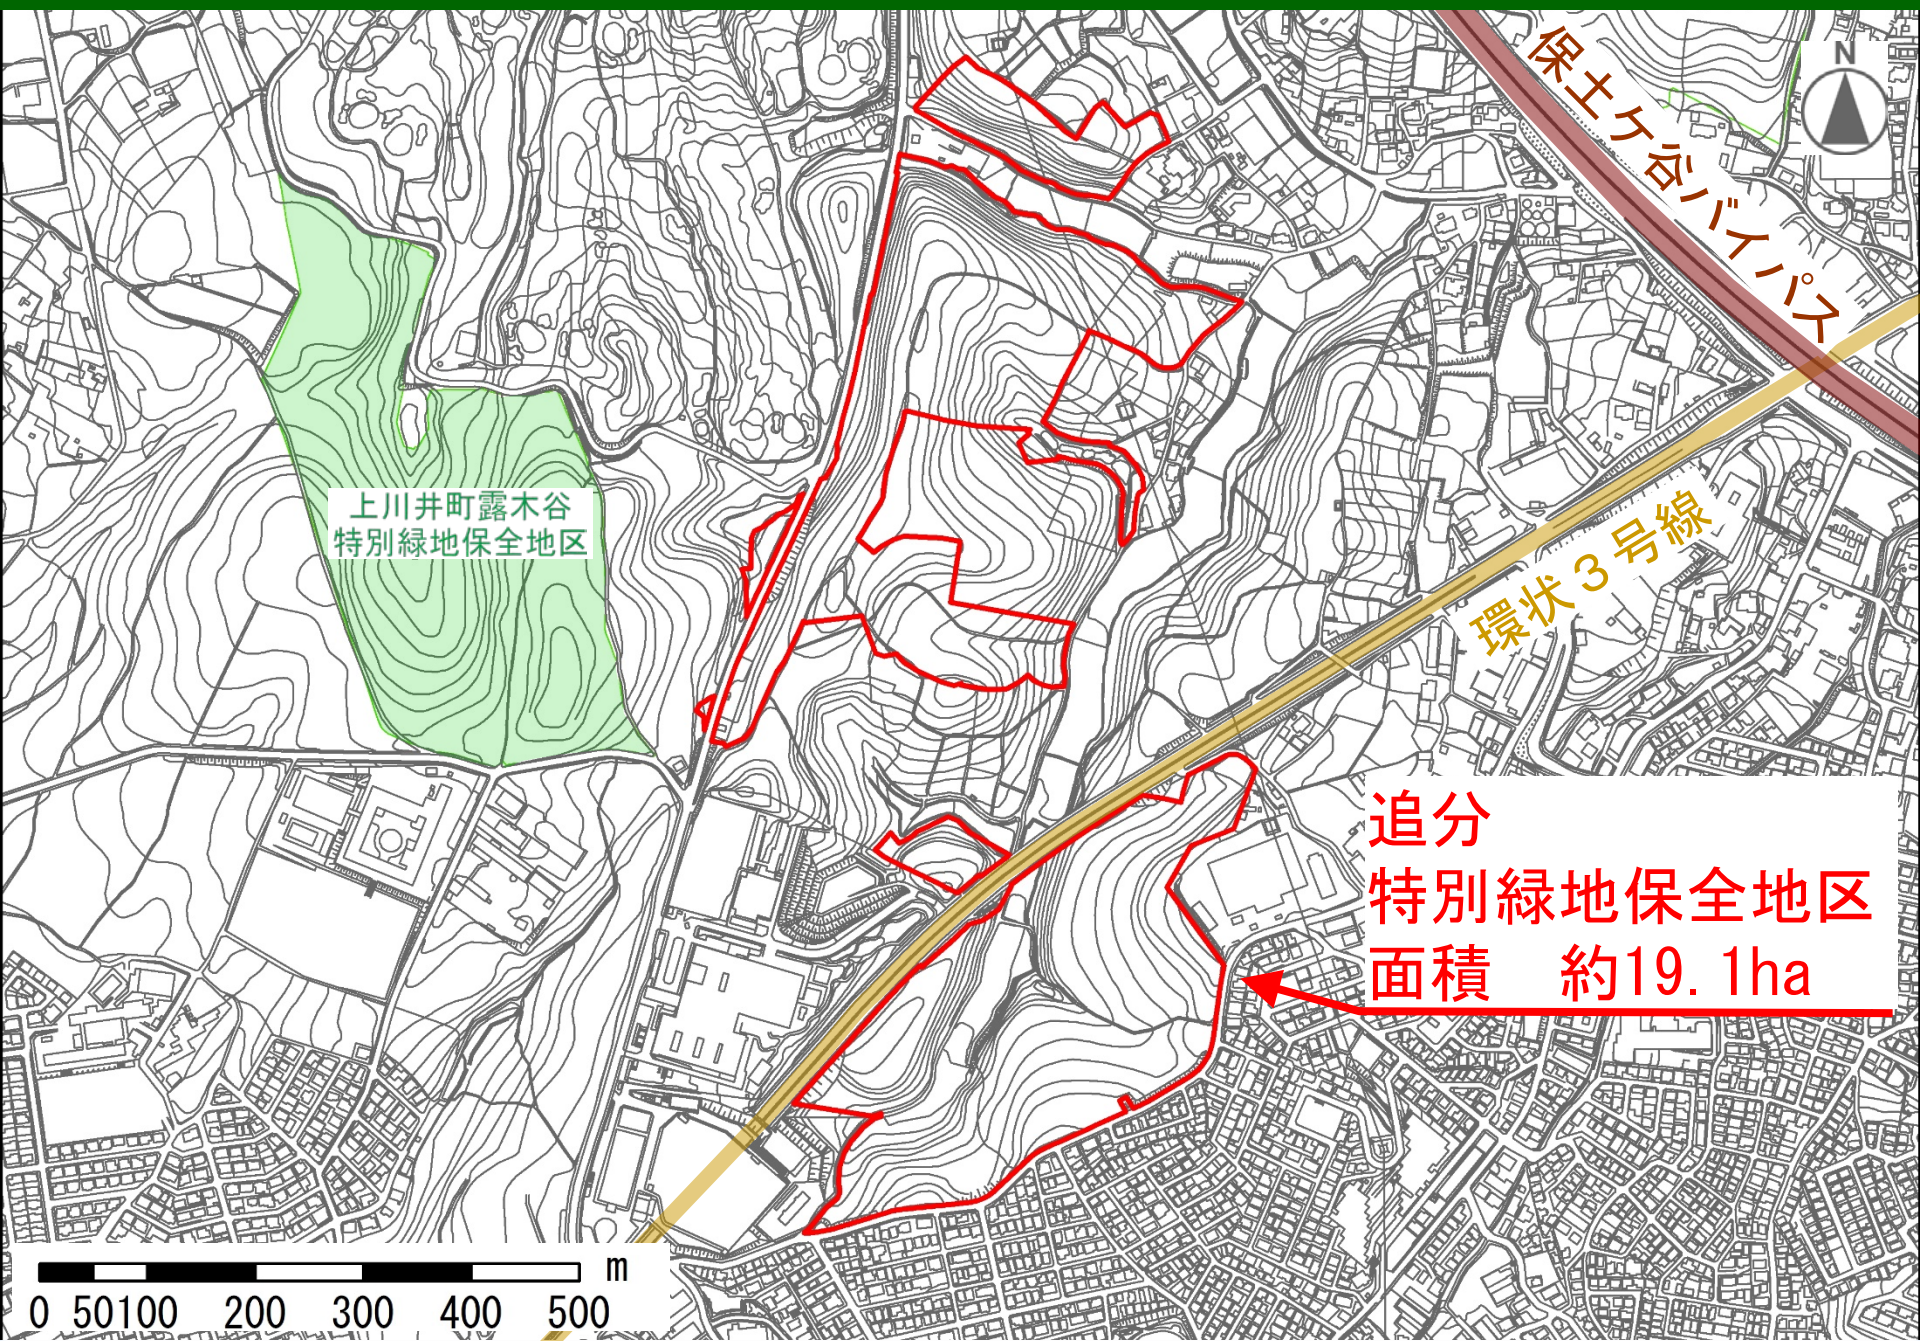 保土ケ谷バイパス
N
上川井町露木谷
特別緑地保全地区
環状3号線
追分
特別緑地保全地区
面積　約19.1ha
m
0 50 100 200 300 400 500